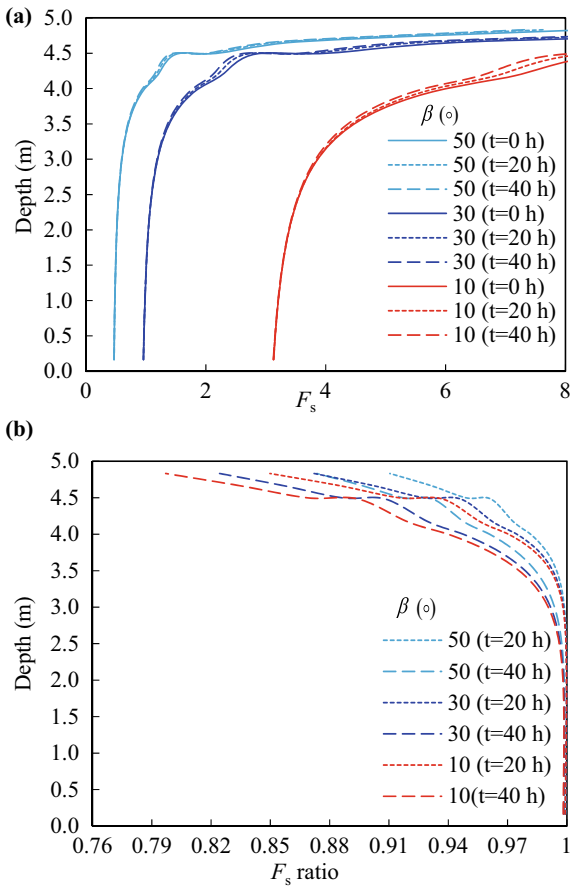 (a)
5.0
4.5
4.0
3.5
3.0
2.5
2.0
1.5
1.0
0.5
0.0
Depth (m)
β (○)
50 (t=0 h)
50 (t=20 h)
50 (t=40 h)
30 (t=0 h)
30 (t=20 h)
30 (t=40 h)
10 (t=0 h)
10 (t=20 h)
10 (t=40 h)
0 2 4 6 8
Fs
(b)
5.0
4.5
4.0
3.5
3.0
2.5
2.0
1.5
1.0
0.5
0.0
Depth (m)
β (○)
50 (t=20 h)
50 (t=40 h)
30 (t=20 h)
30 (t=40 h)
10 (t=20 h)
10(t=40 h)
0.76 0.79 0.82 0.85 0.88 0.91 0.94 0.97 1
Fs ratio